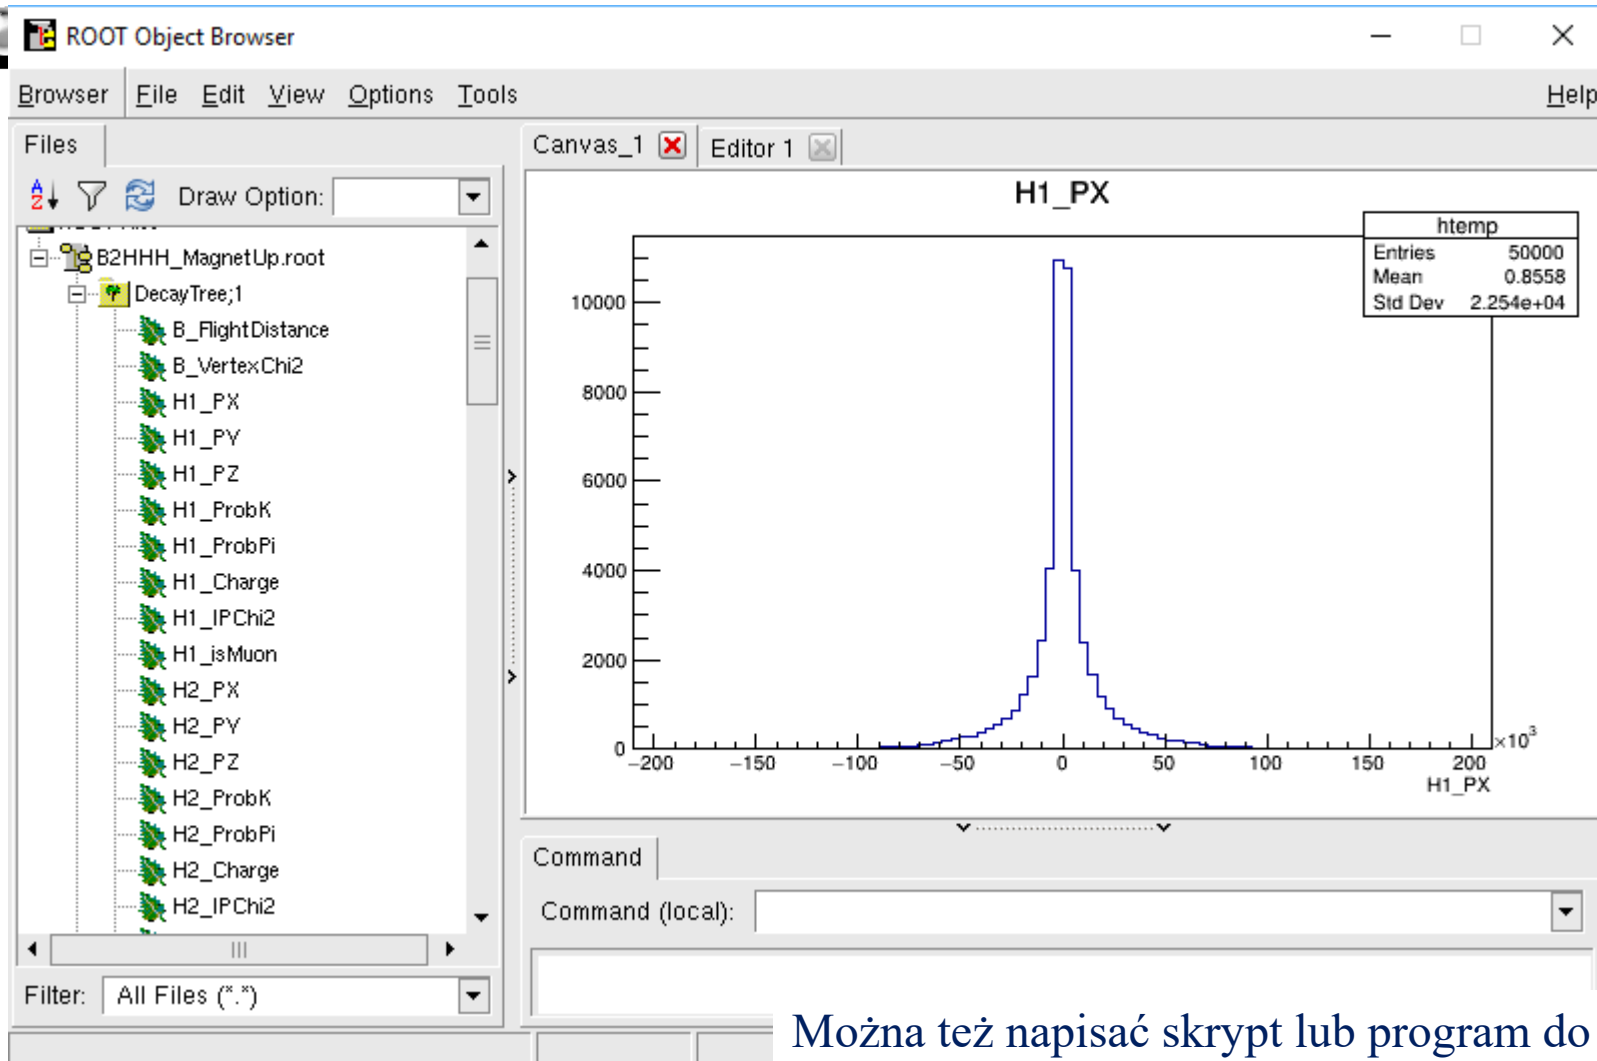 ROOT Object Browser
Browser File Edit View Options Tools Help
Files
Draw Option:
B2HHH_MagnetUp.root
DecayTree;1
B_FlightDistance
B_VertexChi2
H1_PX
H1_PY
H1_PZ
H1_ProbK
H1_ProbPi
H1_Charge
H1_IPChi2
H1_isMuon
H2_PX
H2_PY
H2_PZ
H2_ProbK
H2_ProbPi
H2_Charge
H2_IPChi2
Filter: All Files (*.*)
Canvas_1 Editor 1
H1_PX
htemp
Entries 50000
Mean 0.8558
Std Dev 2.254e+04
10000
8000
6000
4000
2000
0
−200 −150 −100 −50 0 50 100 150 200
×10³
H1_PX
Command
Command (local):
Można też napisać skrypt lub program do